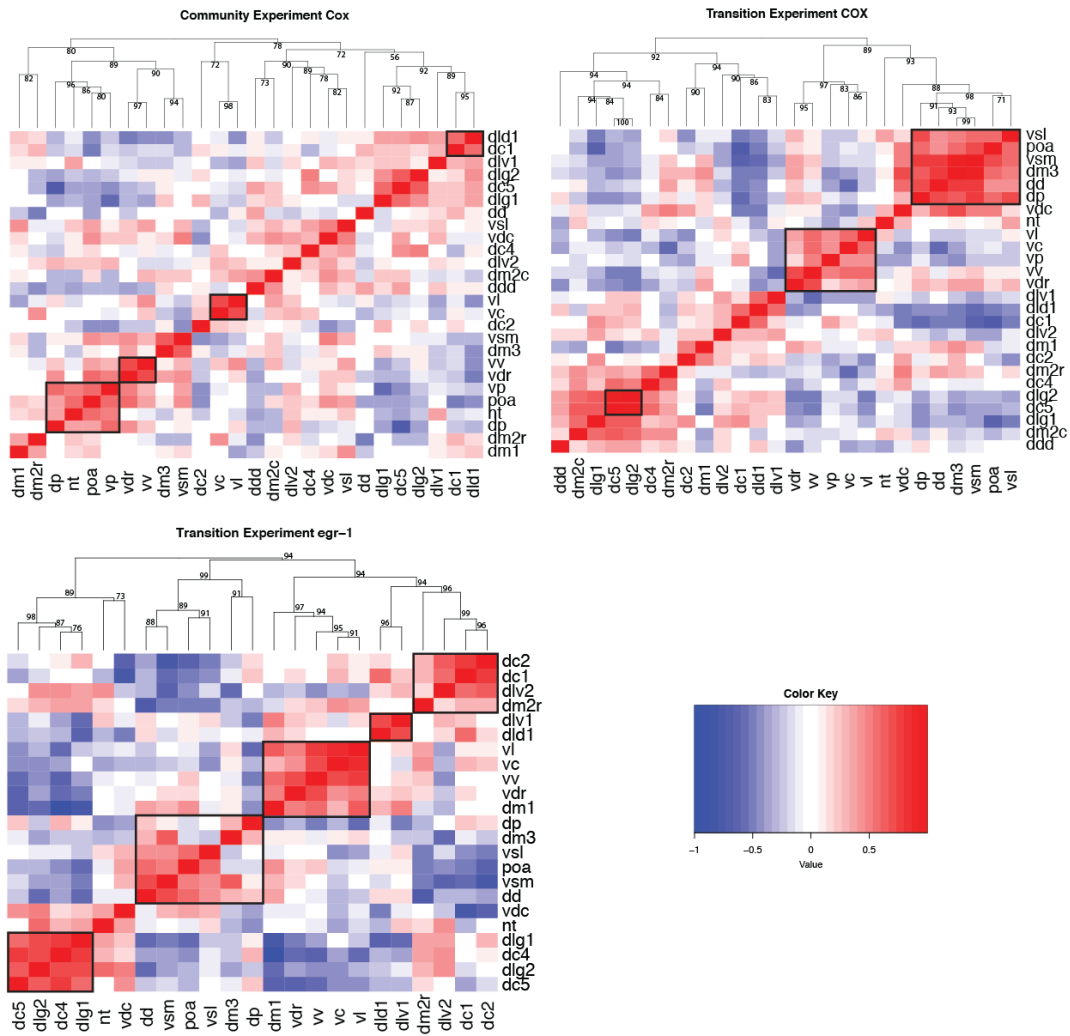 Community Experiment Cox
78
80 72
56
89 72 92
82 90 90 89 89
96 86 80 73 78
97 94 98 82 92 87 95
dld1
dc1
dlv1
dlg2
dc5
dlg1
dd
vsl
vdc
dc4
dlv2
dm2c
ddd
vl
vc
dc2
vsm
dm3
vv
vdr
vp
poa
nt
dp
dm2r
dm1
dm1 dm2r dp nt poa vp vdr vv dm3 vsm dc2 vc vl ddd dm2c dlv2 dc4 vdc vsl dd dlg1 dc5 dlg2 dlv1 dc1 dld1
Transition Experiment COX
92 89
92 94 93
94 94 90 86 97 83 88
94 84 84 90 83 95 86 98 71
100 91 93 99
vsl
poa
vsm
dm3
dd
dp
vdc
nt
vl
vc
vp
vv
vdr
dlv1
dld1
dc1
dlv2
dm1
dc2
dm2r
dc4
dlg2
dc5
dlg1
dm2c
ddd
ddd dm2c dlg1 dc5 dlg2 dc4 dm2r dc2 dm1 dlv2 dc1 dld1 dlv1 vdr vv vp vc vl nt vdc dp dd dm3 vsm poa vsl
Transition Experiment egr−1
94
99 94
89 73 91 94 96
98 87 89 91 97 94 99
76 88 95 91 96 96
dc2
dc1
dlv2
dm2r
dlv1
dld1
vl
vc
vv
vdr
dm1
dp
dm3
vsl
poa
vsm
dd
vdc
nt
dlg1
dc4
dlg2
dc5
dc5 dlg2 dc4 dlg1 nt vdc dd vsm poa vsl dm3 dp dm1 vdr vv vc vl dld1 dlv1 dm2r dlv2 dc1 dc2
Color Key
−1 −0.5 0 0.5
Value